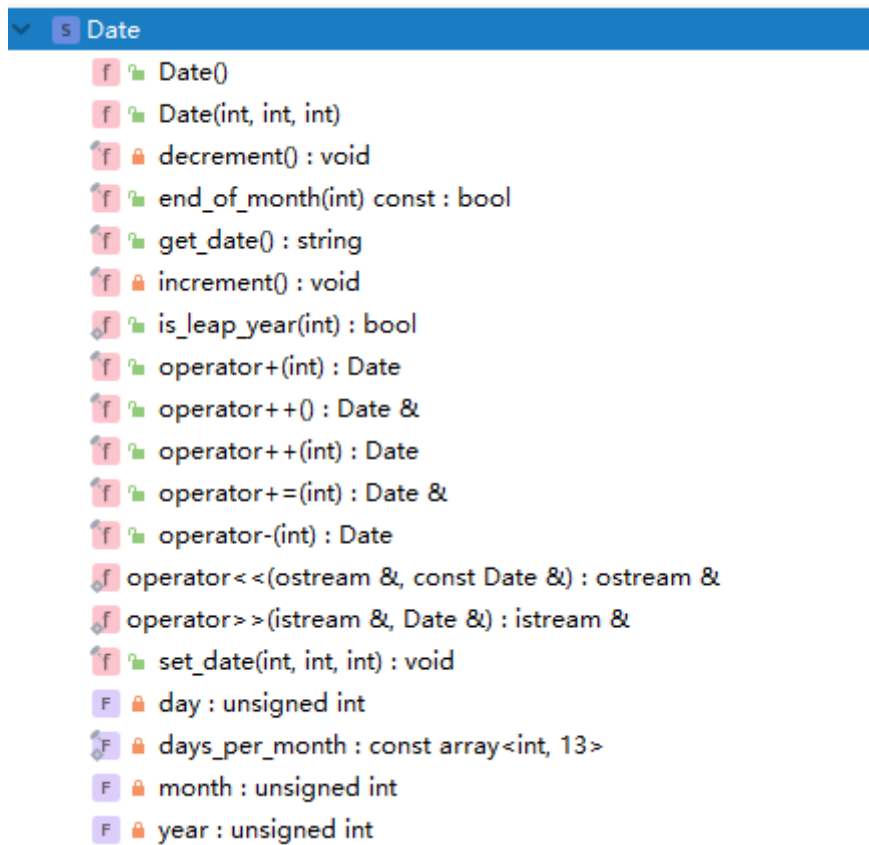 S Date
f Date()
f Date(int, int, int)
f decrement() : void
f end_of_month(int) const : bool
f get_date() : string
f increment() : void
f is_leap_year(int) : bool
f operator+(int) : Date
f operator++() : Date &
f operator++(int) : Date
f operator+=(int) : Date &
f operator-(int) : Date
f operator<<(ostream &, const Date &) : ostream &
f operator>>(istream &, Date &) : istream &
f set_date(int, int, int) : void
F day : unsigned int
F days_per_month : const array<int, 13>
F month : unsigned int
F year : unsigned int